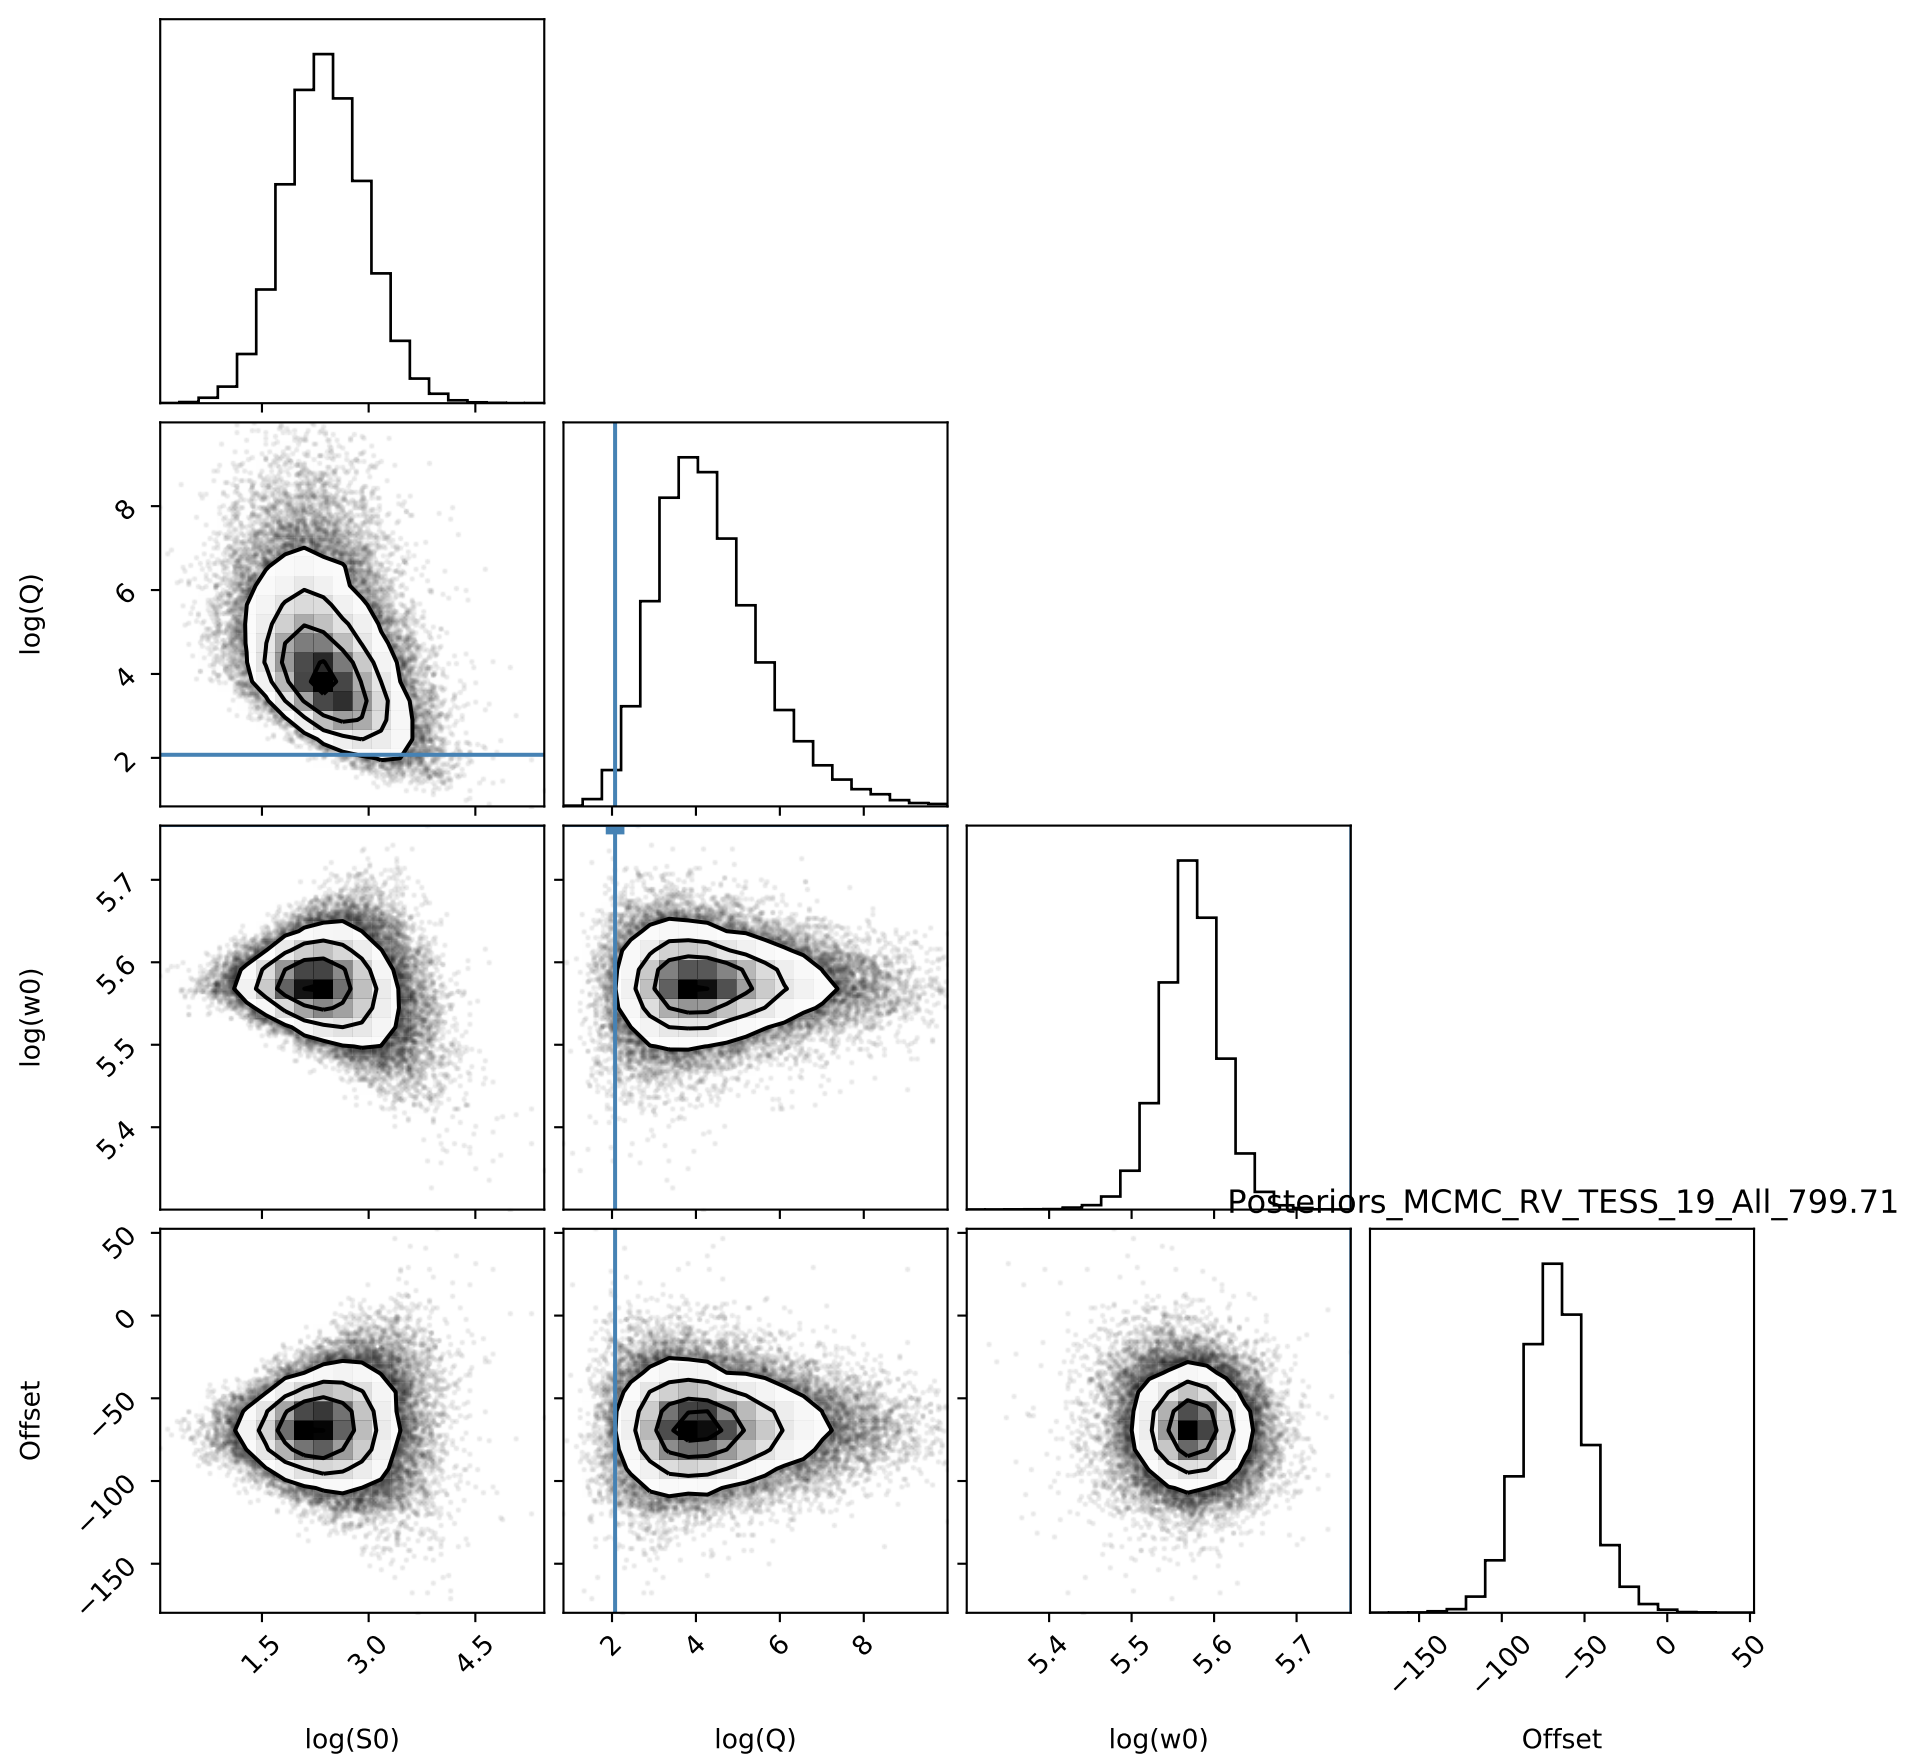 log(Q)
8
6
4
2
log(w0)
5.7
5.6
5.5
5.4
Posteriors_MCMC_RV_TESS_19_All_799.71
Offset
50
0
−50
−100
−150
1.5 3.0 4.5 2 4 6 8 5.4 5.5 5.6 5.7 −150 −100 −50 0 50
log(S0) log(Q) log(w0) Offset